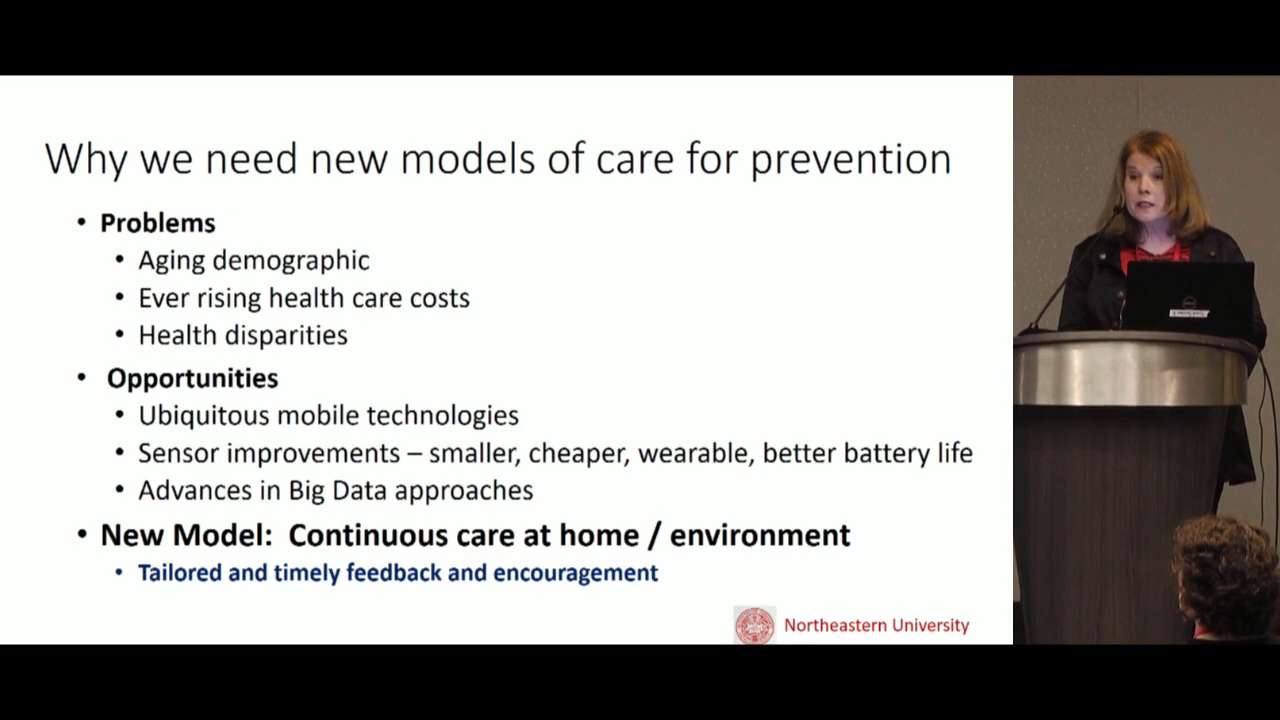 Why we need new models of care for prevention
• Problems
• Aging demographic
• Ever rising health care costs
• Health disparities
• Opportunities
• Ubiquitous mobile technologies
• Sensor improvements – smaller, cheaper, wearable, better battery life
• Advances in Big Data approaches
• New Model: Continuous care at home / environment
• Tailored and timely feedback and encouragement
Northeastern University